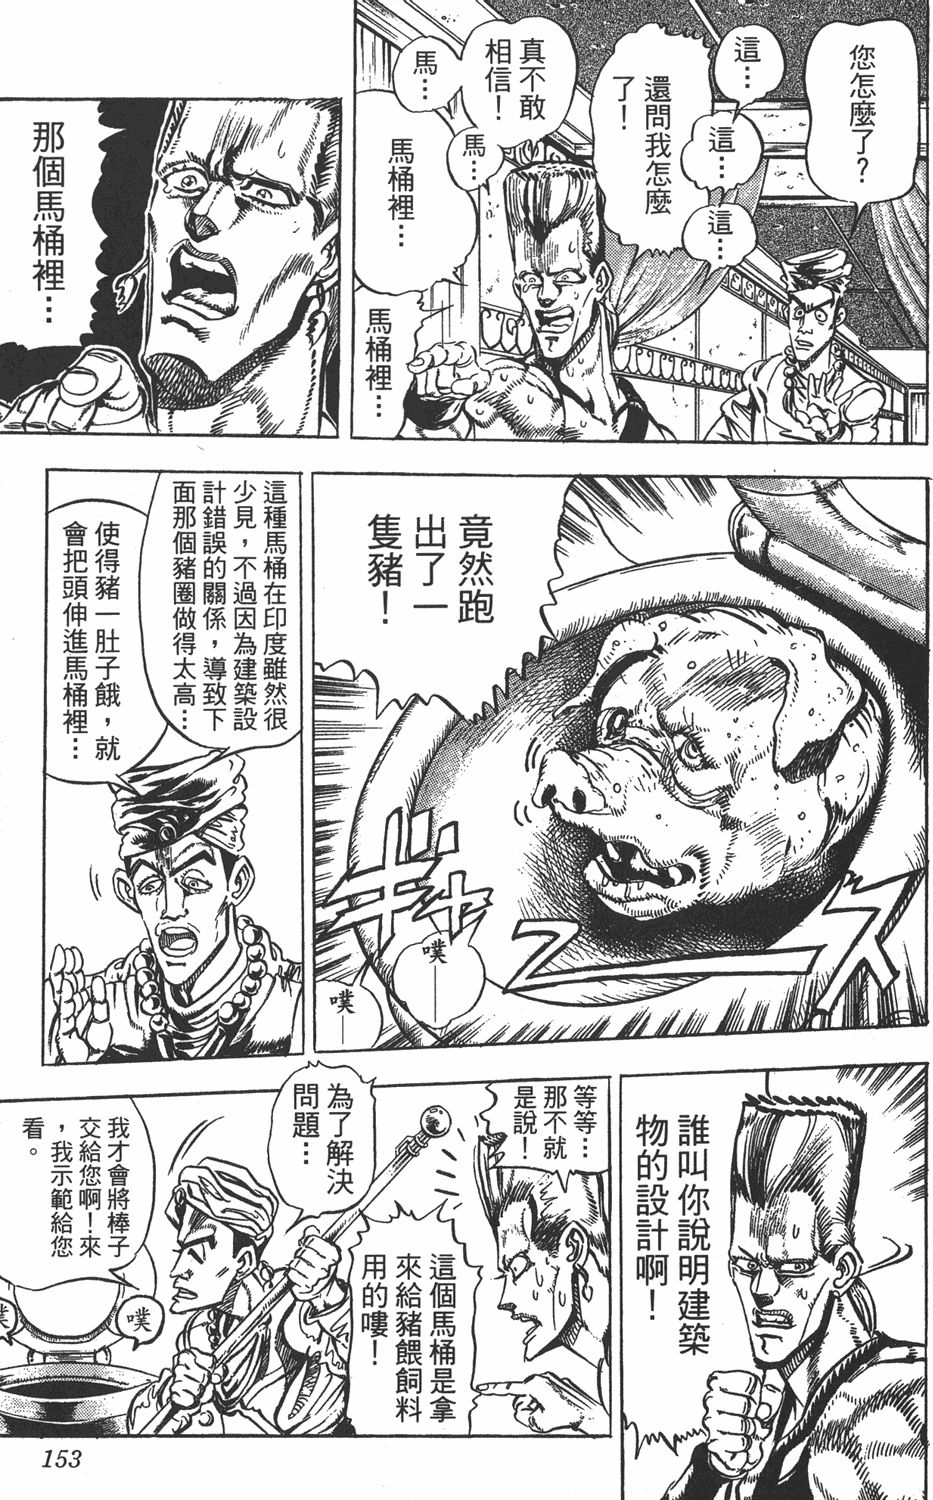 您怎麼了?
這…
這…
這…
還問我怎麼
了!
真不敢
相信!
馬…
馬…
馬桶裡…
馬桶裡…
那個馬桶裡…
竟然跑
出了一
隻豬!
ギャース
噗—
噗—
這種馬桶在印度雖然很
少見,不過因為建築設
計錯誤的關係,導致下
面那個豬圈做得太高…
使得豬一肚子餓,就
會把頭伸進馬桶裡…
誰叫你說明建築
物的設計啊!
等等…
那不就
是說!
這個馬桶是拿
來給豬餵飼料
用的嘍!
為了解決
問題…
我才會將棒子
交給您啊!來
,我示範給您
看。
噗
噗
153